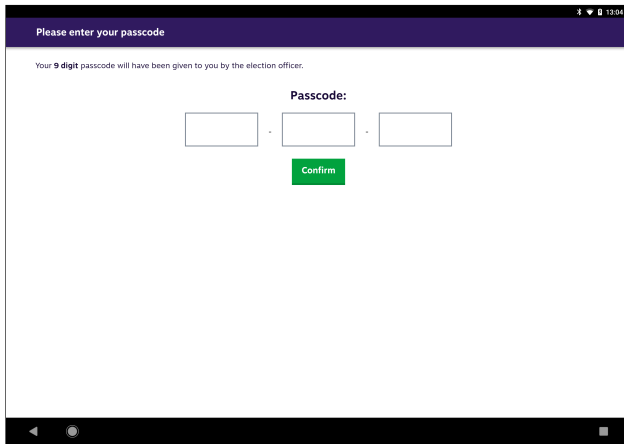 13:04
Please enter your passcode
Your 9 digit passcode will have been given to you by the election officer.
Passcode:
- -
Confirm